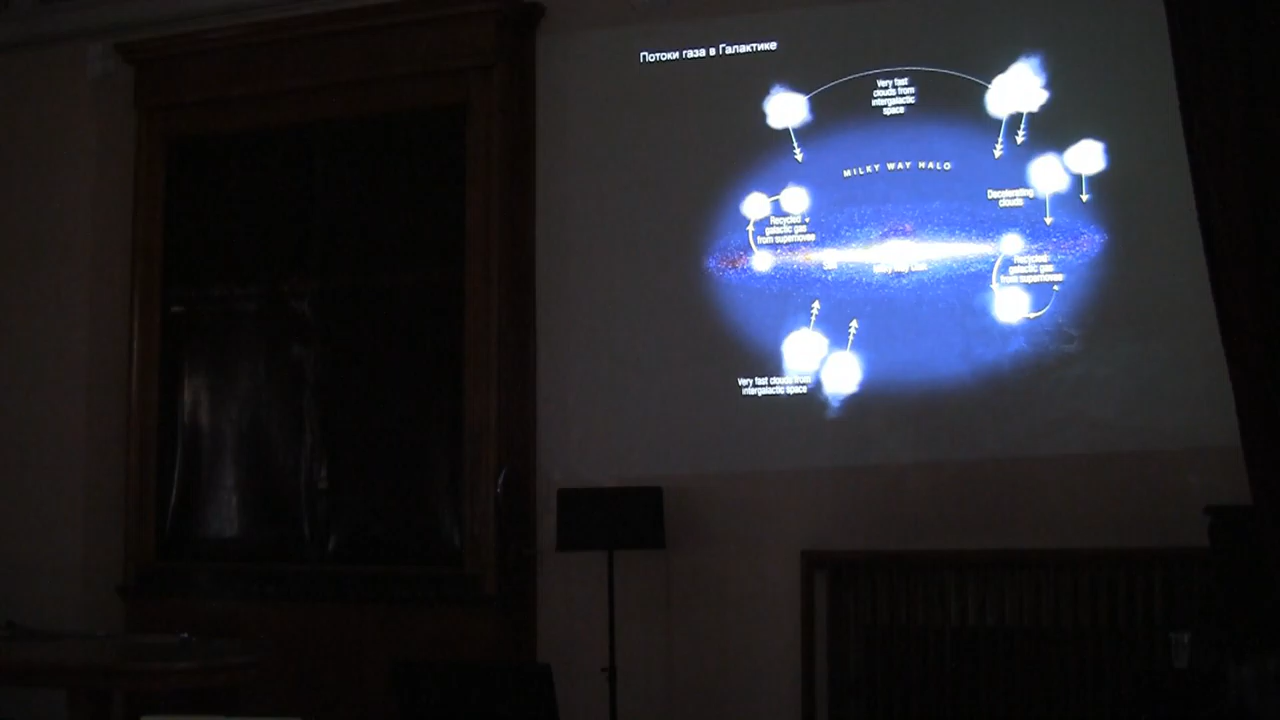 Потоки газа в Галактике
Very fast
clouds from
intergalactic
space
MILKY WAY HALO
Decelerating
clouds
Recycled
galactic gas
from supernovae
Recycled
galactic gas
from supernovae
Very fast clouds from
intergalactic space